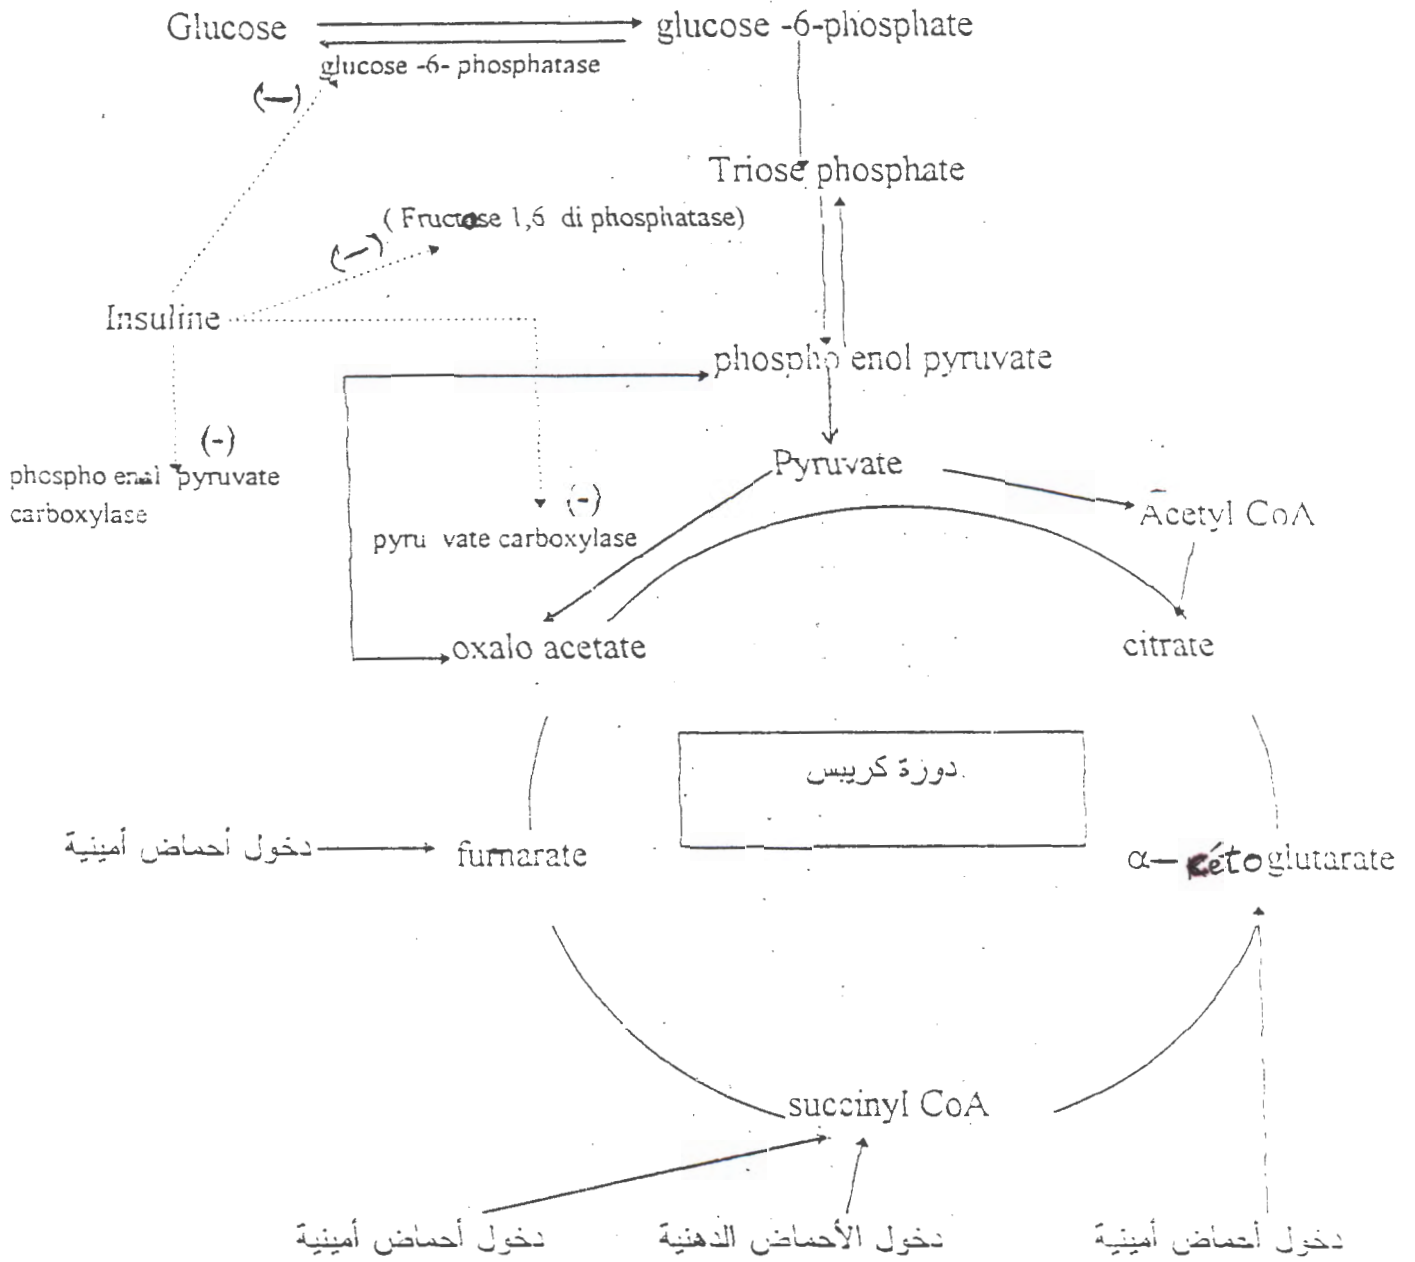 Glucose
glucose -6-phosphate
glucose -6- phosphatase
(-)
Triose phosphate
( Fructose 1,6 di phosphatase)
(-)
Insuline
phospho enol pyruvate
(-)
phospho enol pyruvate
carboxylase
Pyruvate
(-)
Acetyl CoA
pyru vate carboxylase
oxalo acetate
citrate
دوزة كريبس
دخول أحماض أمينية
fumarate
α- céto glutarate
succinyl CoA
دخول أحماض أمينية
دخول الأحماض الدهنية
دخول أحماض أمينية